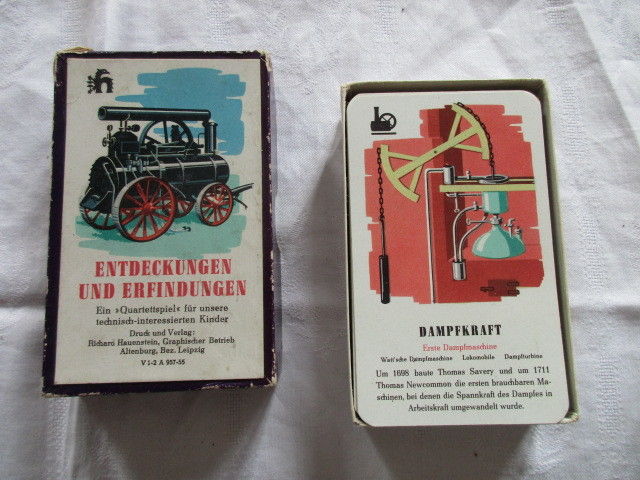 ENTDECKUNGEN
UND ERFINDUNGEN
Ein »Quartettspiel« für unsere
technisch-interessierten Kinder
Druck und Verlag:
Richard Hauenstein, Graphischer Betrieb
Altenburg, Bez. Leipzig
V 1-2 A 957-55
DAMPFKRAFT
Erste Dampfmaschine
Watt'sche Dampfmaschine Lokomobile Dampfturbine
Um 1698 baute Thomas Savery und um 1711
Thomas Newcommon die ersten brauchbaren Ma-
schinen, bei denen die Spannkraft des Dampfes in
Arbeitskraft umgewandelt wurde.